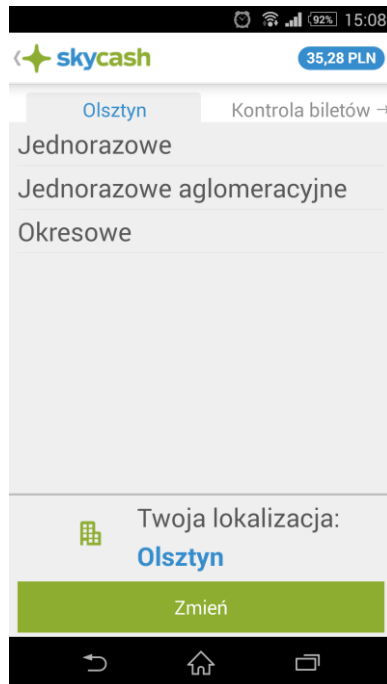 92% 15:08
skycash 35,28 PLN
Olsztyn Kontrola biletów →
Jednorazowe
Jednorazowe aglomeracyjne
Okresowe
Twoja lokalizacja:
Olsztyn
Zmień